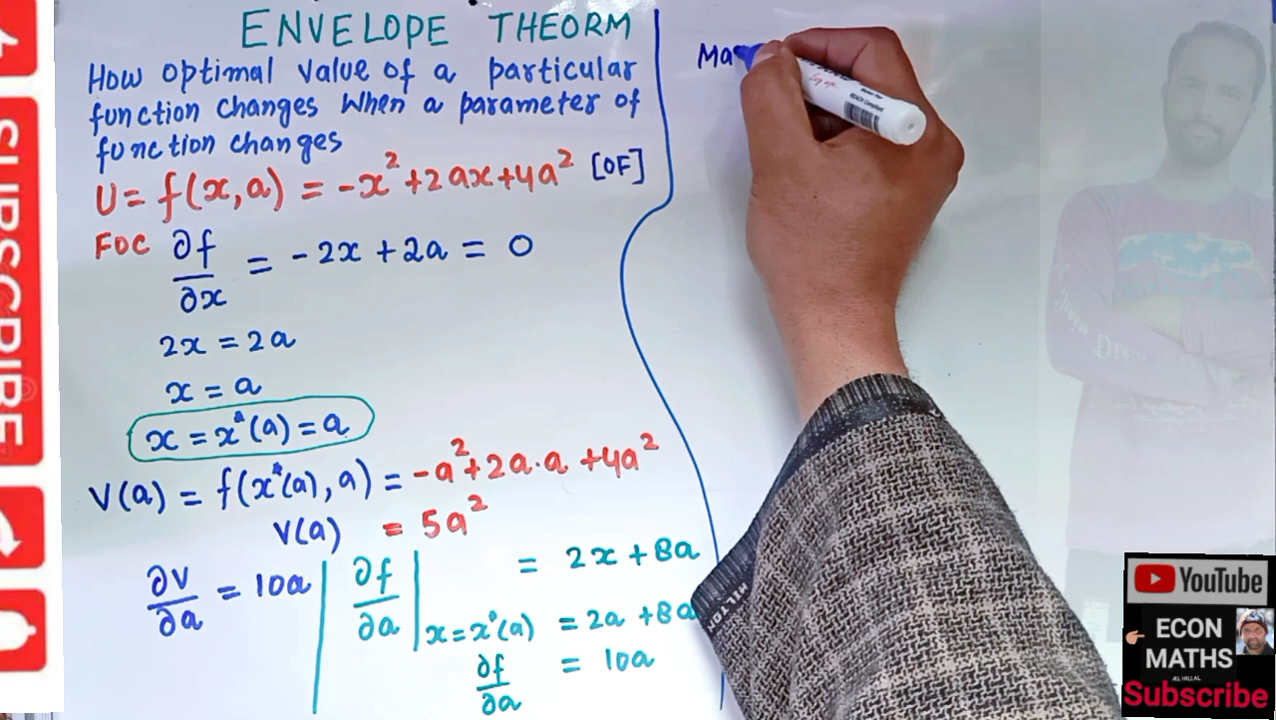 ENVELOPE THEORM
How optimal value of a particular
function changes when a parameter of
function changes
U = f(x,a) = -x²+2ax+4a² [OF]
FOC ∂f/∂x = -2x + 2a = 0
2x = 2a
x = a
x = x*(a) = a
V(a) = f(x*(a), a) = -a²+2a·a +4a²
V(a) = 5a²
∂V/∂a = 10a
∂f/∂a | x=x*(a) = 2x + 8a
= 2a + 8a
∂f/∂a = 10a
Ma
SUBSCRIBE
YouTube
ECON
MATHS
Subscribe